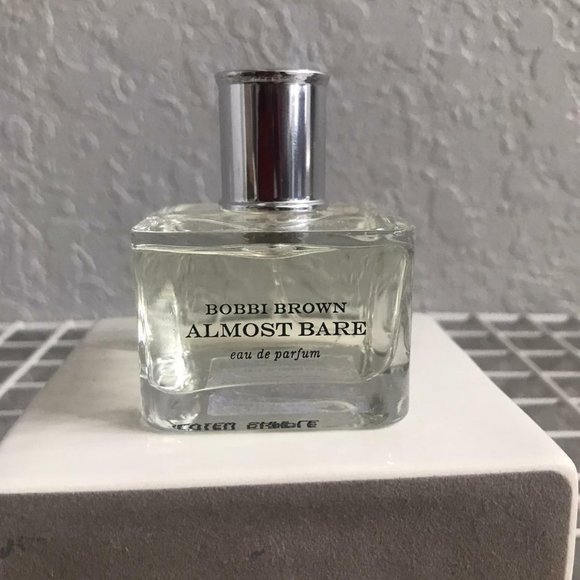 BOBBI BROWN
ALMOST BARE
eau de parfum